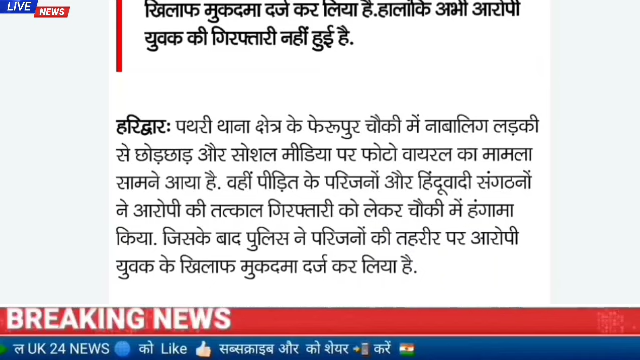 LIVE NEWS
खिलाफ मुकदमा दर्ज कर लिया है.हालांकि अभी आरोपी
युवक की गिरफ्तारी नहीं हुई है.
हरिद्वारः पथरी थाना क्षेत्र के फेरूपुर चौकी में नाबालिग लड़की
से छोड़छाड़ और सोशल मीडिया पर फोटो वायरल का मामला
सामने आया है. वहीं पीड़ित के परिजनों और हिंदूवादी संगठनों
ने आरोपी की तत्काल गिरफ्तारी को लेकर चौकी में हंगामा
किया. जिसके बाद पुलिस ने परिजनों की तहरीर पर आरोपी
युवक के खिलाफ मुकदमा दर्ज कर लिया है.
BREAKING NEWS
ल UK 24 NEWS 🌐 को Like 👍🏻 सब्सक्राइब और को शेयर 📲 करें 🇮🇳